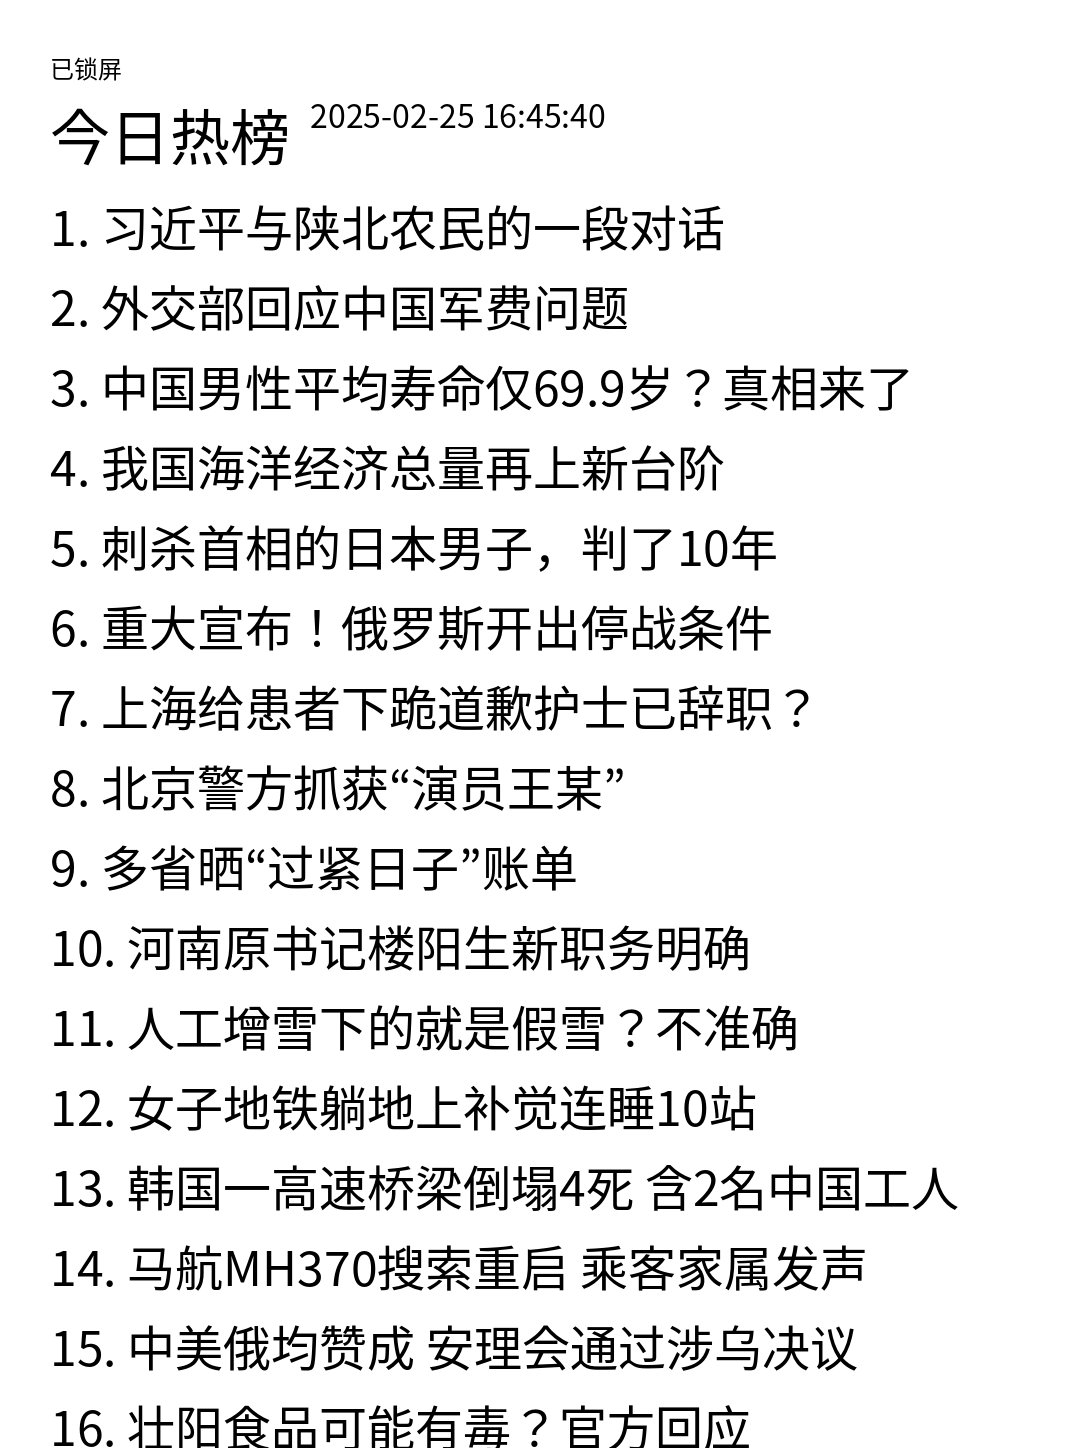 已锁屏
今日热榜 2025-02-25 16:45:40
1. 习近平与陕北农民的一段对话
2. 外交部回应中国军费问题
3. 中国男性平均寿命仅69.9岁？真相来了
4. 我国海洋经济总量再上新台阶
5. 刺杀首相的日本男子，判了10年
6. 重大宣布！俄罗斯开出停战条件
7. 上海给患者下跪道歉护士已辞职？
8. 北京警方抓获“演员王某”
9. 多省晒“过紧日子”账单
10. 河南原书记楼阳生新职务明确
11. 人工增雪下的就是假雪？不准确
12. 女子地铁躺地上补觉连睡10站
13. 韩国一高速桥梁倒塌4死 含2名中国工人
14. 马航MH370搜索重启 乘客家属发声
15. 中美俄均赞成 安理会通过涉乌决议
16. 壮阳食品可能有毒？官方回应